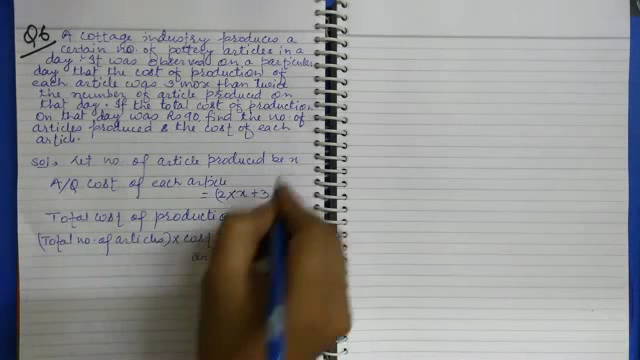 Q6 A cottage industry produces a
certain no. of pottery articles in a
day. It was observed on a particular
day that the cost of production of
each article was 3 more than twice
the number of article produced on
that day. If the total cost of production
on that day was Rs 90, find the no. of
articles produced & the cost of each
article.
Sol. Let no of article produced be x
A/Q cost of each article
= (2xx+3
Total cost of production
(Total no. of articles) x cost